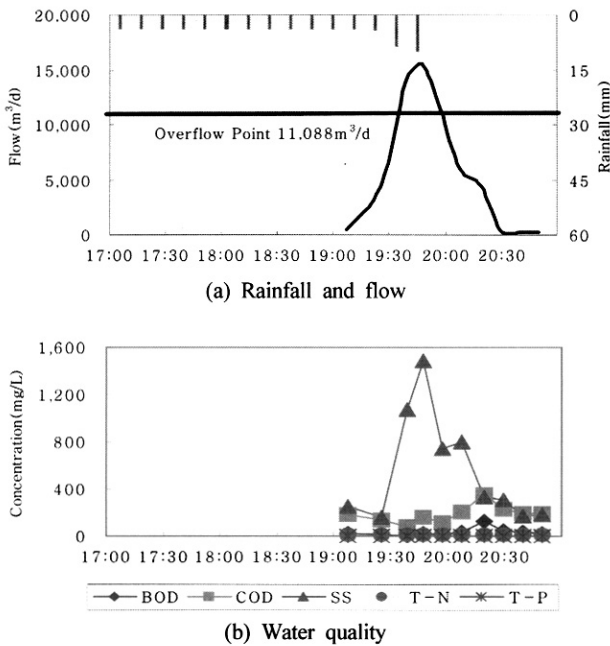 20,000
15,000
10,000
5,000
0
Flow(m³/d)
0
15
30
45
60
Rainfall(mm)
Overflow Point 11,088m³/d
17:00 17:30 18:00 18:30 19:00 19:30 20:00 20:30
(a) Rainfall and flow
1,600
1,200
800
400
0
Concentration(mg/L)
17:00 17:30 18:00 18:30 19:00 19:30 20:00 20:30
BOD COD SS T-N T-P
(b) Water quality